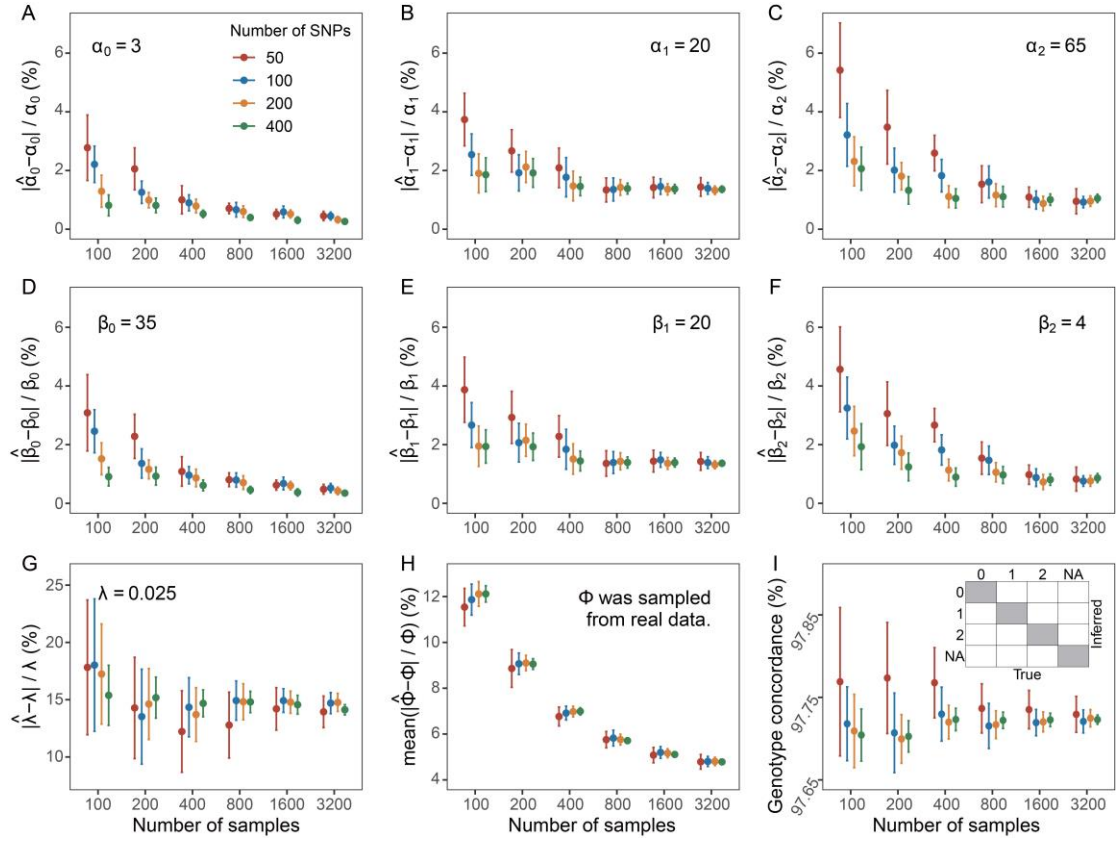 A
Number of SNPs
50
100
200
400
α₀ = 3
|α̂₀−α₀| / α₀ (%)
6
4
2
0
100 200 400 800 1600 3200
B
α₁ = 20
|α̂₁−α₁| / α₁ (%)
6
4
2
0
100 200 400 800 1600 3200
C
α₂ = 65
|α̂₂−α₂| / α₂ (%)
6
4
2
0
100 200 400 800 1600 3200
D
β₀ = 35
|β̂₀−β₀| / β₀ (%)
6
4
2
0
100 200 400 800 1600 3200
E
β₁ = 20
|β̂₁−β₁| / β₁ (%)
6
4
2
0
100 200 400 800 1600 3200
F
β₂ = 4
|β̂₂−β₂| / β₂ (%)
6
4
2
0
100 200 400 800 1600 3200
G
λ = 0.025
|λ̂−λ| / λ (%)
25
20
15
10
100 200 400 800 1600 3200
Number of samples
H
Φ was sampled
from real data.
mean(|Φ̂−Φ| / Φ) (%)
12
10
8
6
4
100 200 400 800 1600 3200
Number of samples
I
0 1 2 NA
0
1
2
NA
Inferred
True
Genotype concordance (%)
97.85
97.75
97.65
100 200 400 800 1600 3200
Number of samples